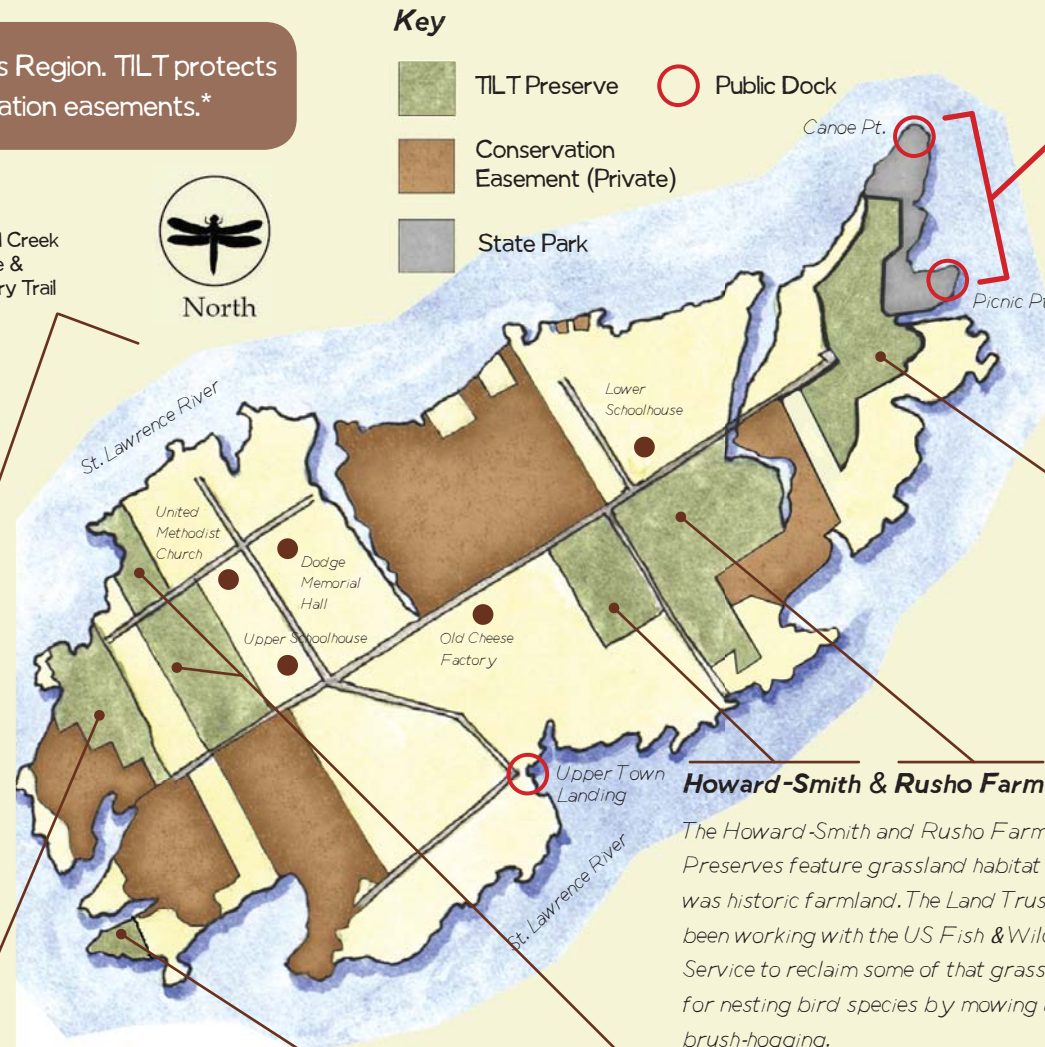 s Region. TILT protects
ation easements.*
Key
TILT Preserve
Public Dock
Conservation
Easement (Private)
State Park
Creek
&
ry Trail
North
Canoe Pt.
Picnic Pt
St. Lawrence River
Lower
Schoolhouse
United
Methodist
Church
Dodge
Memorial
Hall
Upper Schoolhouse
Old Cheese
Factory
Upper Town
Landing
St. Lawrence River
Howard-Smith & Rusho Farm
The Howard-Smith and Rusho Farm
Preserves feature grassland habitat
was historic farmland. The Land Trus
been working with the US Fish & Wild
Service to reclaim some of that grass
for nesting bird species by mowing
brush-hogging.